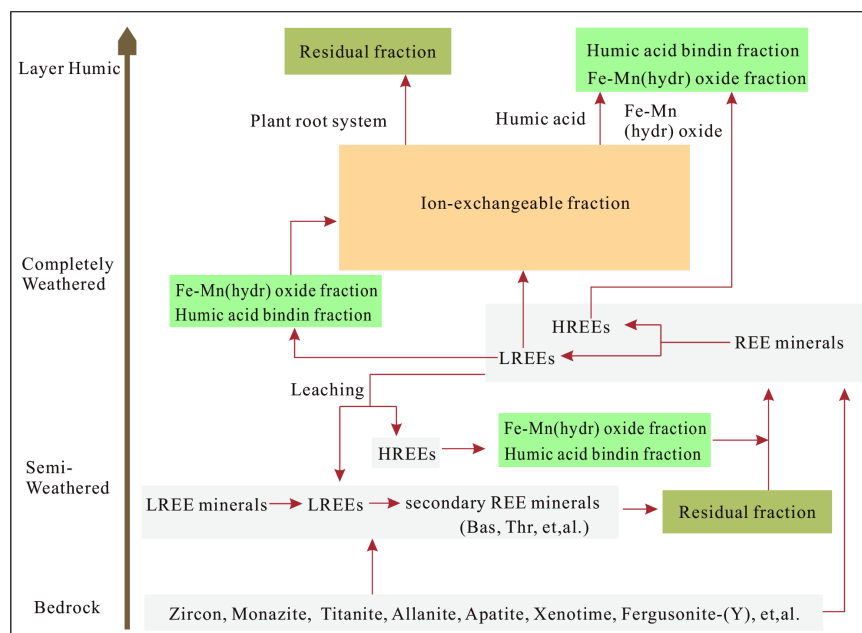 Layer Humic
Residual fraction
Humic acid bindin fraction
Fe-Mn(hydr) oxide fraction
Plant root system
Humic acid
Fe-Mn
(hydr) oxide
Ion-exchangeable fraction
Completely
Weathered
Fe-Mn(hydr) oxide fraction
Humic acid bindin fraction
HREEs
LREEs
REE minerals
Leaching
HREEs
Fe-Mn(hydr) oxide fraction
Humic acid bindin fraction
Semi-
Weathered
LREE minerals
LREEs
secondary REE minerals
(Bas, Thr, et,al.)
Residual fraction
Bedrock
Zircon, Monazite, Titanite, Allanite, Apatite, Xenotime, Fergusonite-(Y), et,al.